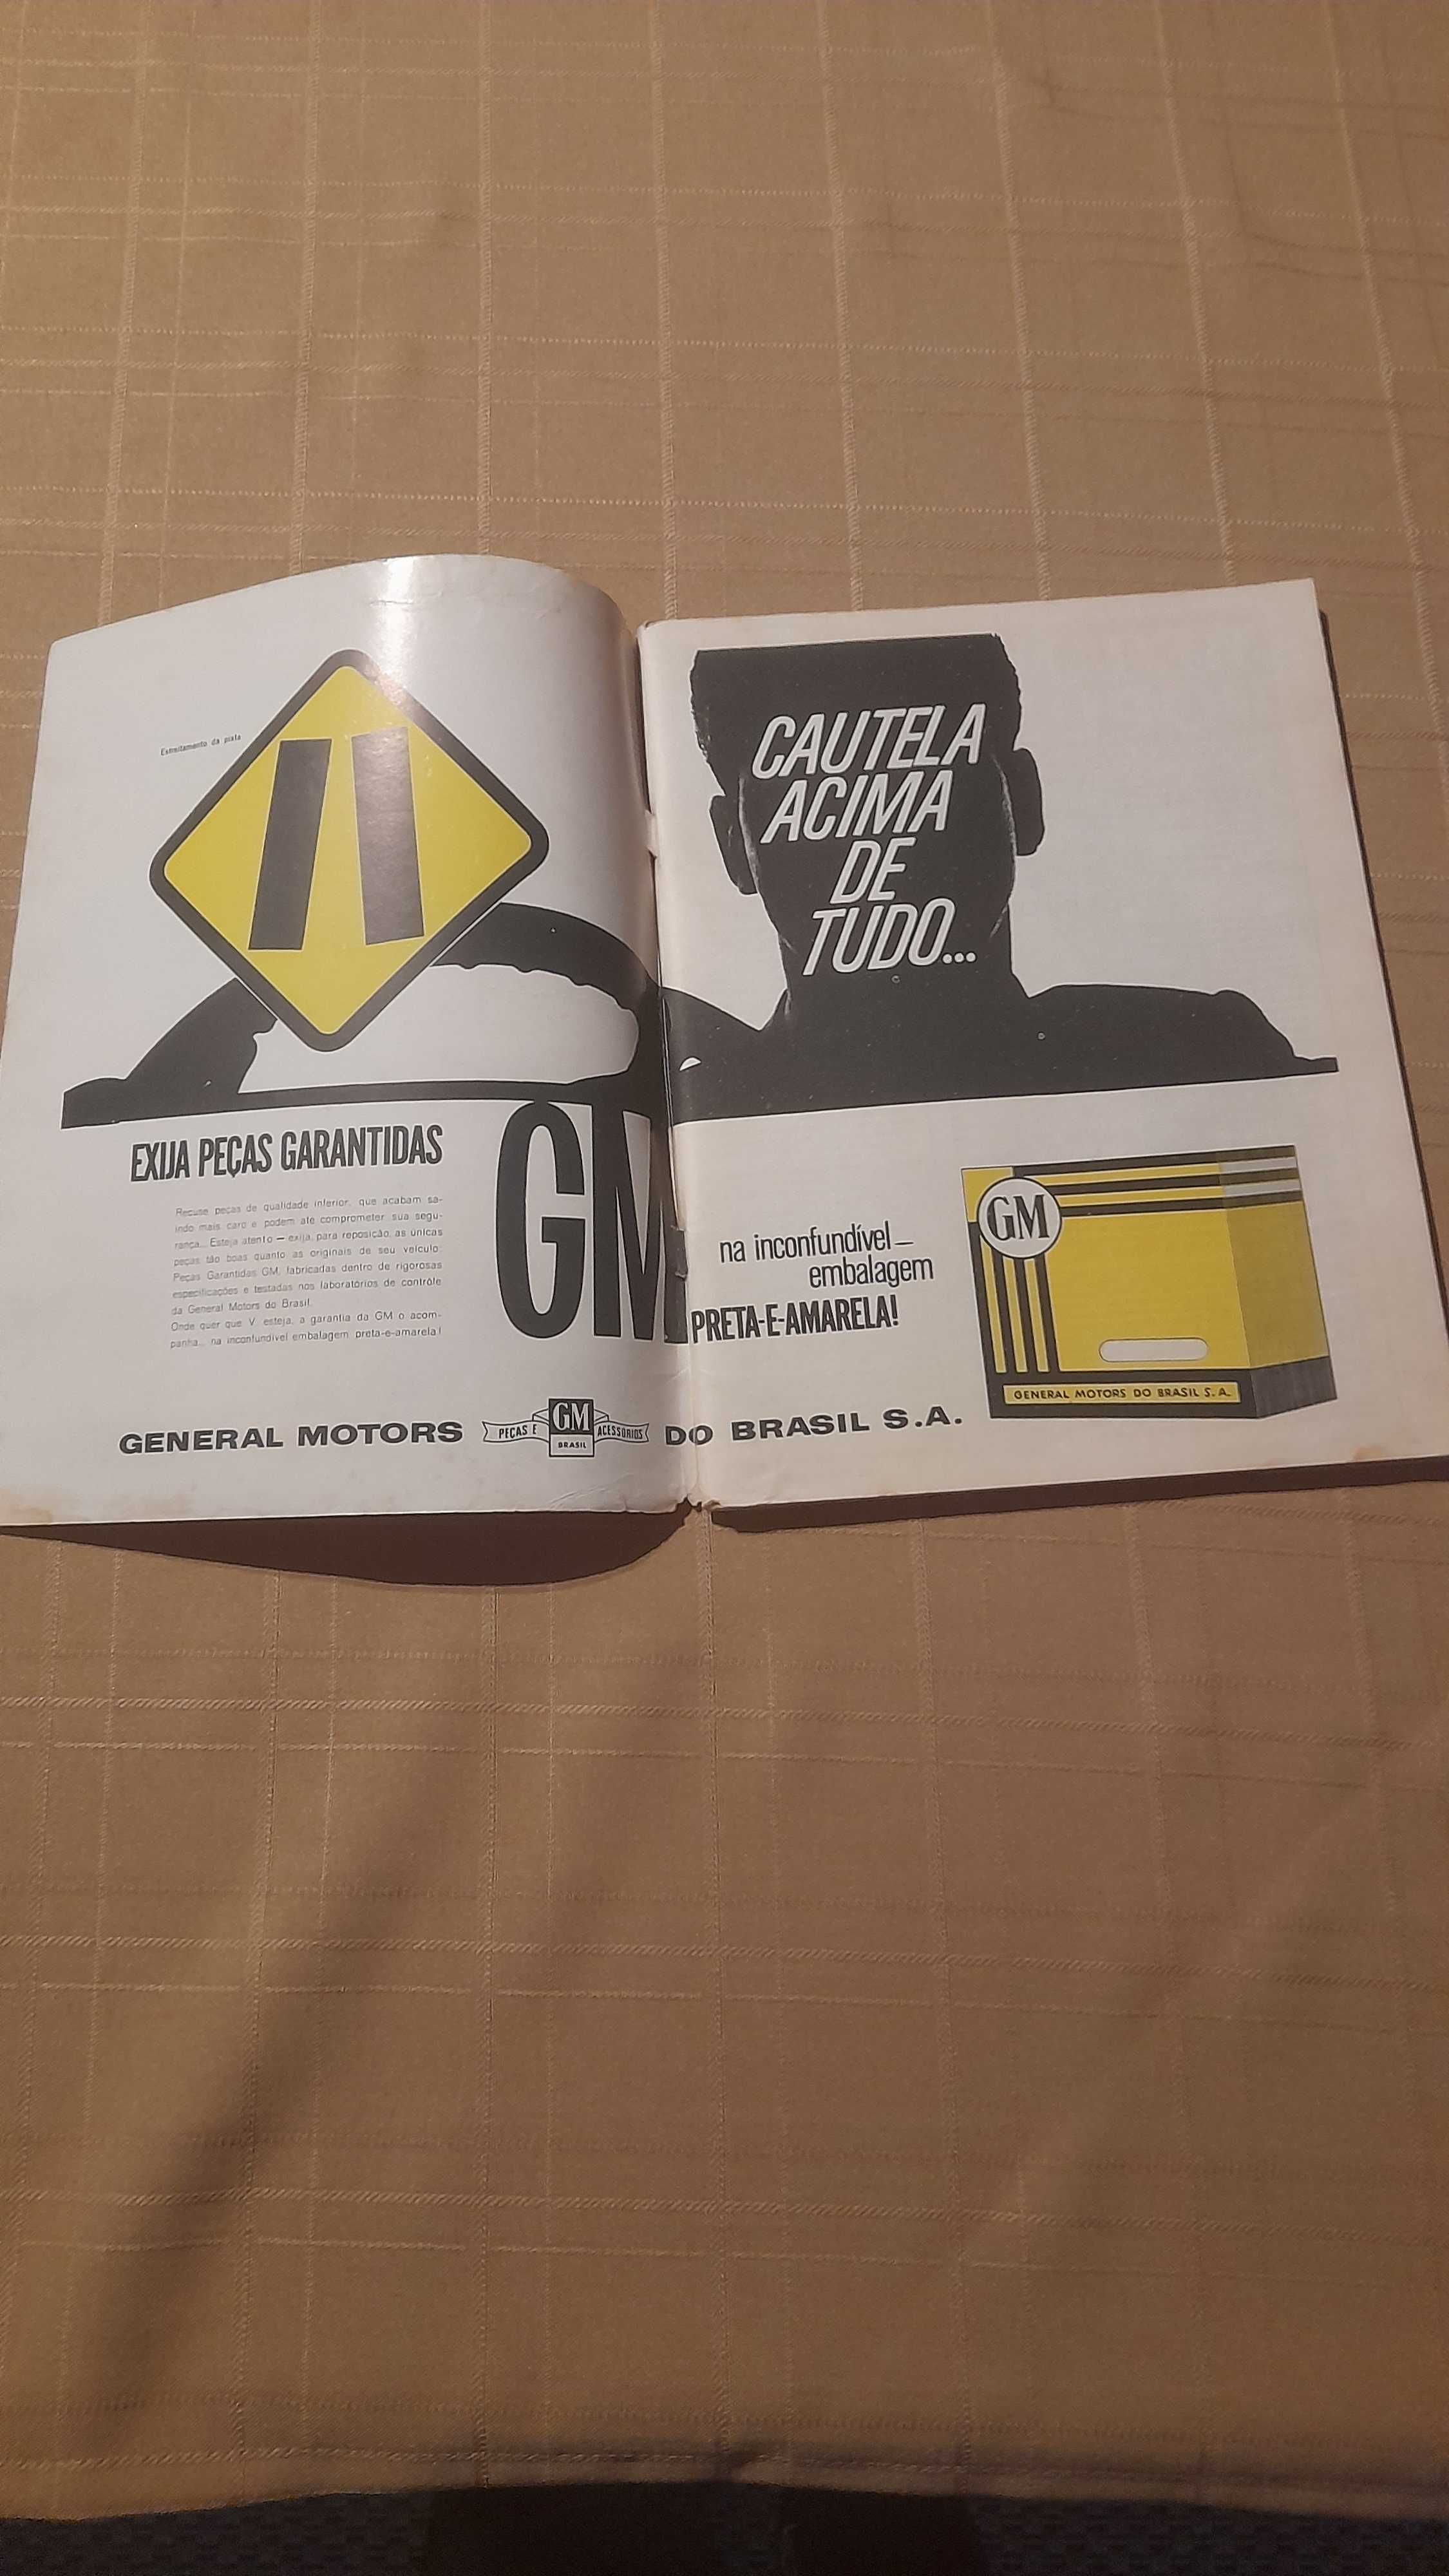 Estreitamento da pista
CAUTELA
ACIMA
DE
TUDO...
EXIJA PEÇAS GARANTIDAS
GM
Recuse peças de qualidade inferior, que acabam sa-
indo mais caro e podem até comprometer sua segu-
rança... Esteja atento — exija, para reposição, as únicas
peças tão boas quanto as originais de seu veículo:
Peças Garantidas GM, fabricadas dentro de rigorosas
especificações e testadas nos laboratórios de contrôle
da General Motors do Brasil.
Onde quer que V. esteja, a garantia da GM o acom-
panha... na inconfundível embalagem preta-e-amarela!
na inconfundível —
embalagem
PRETA-E-AMARELA!
GM
GENERAL MOTORS DO BRASIL S.A.
GENERAL MOTORS PEÇAS E GM ACESSÓRIOS DO BRASIL S.A.
BRASIL